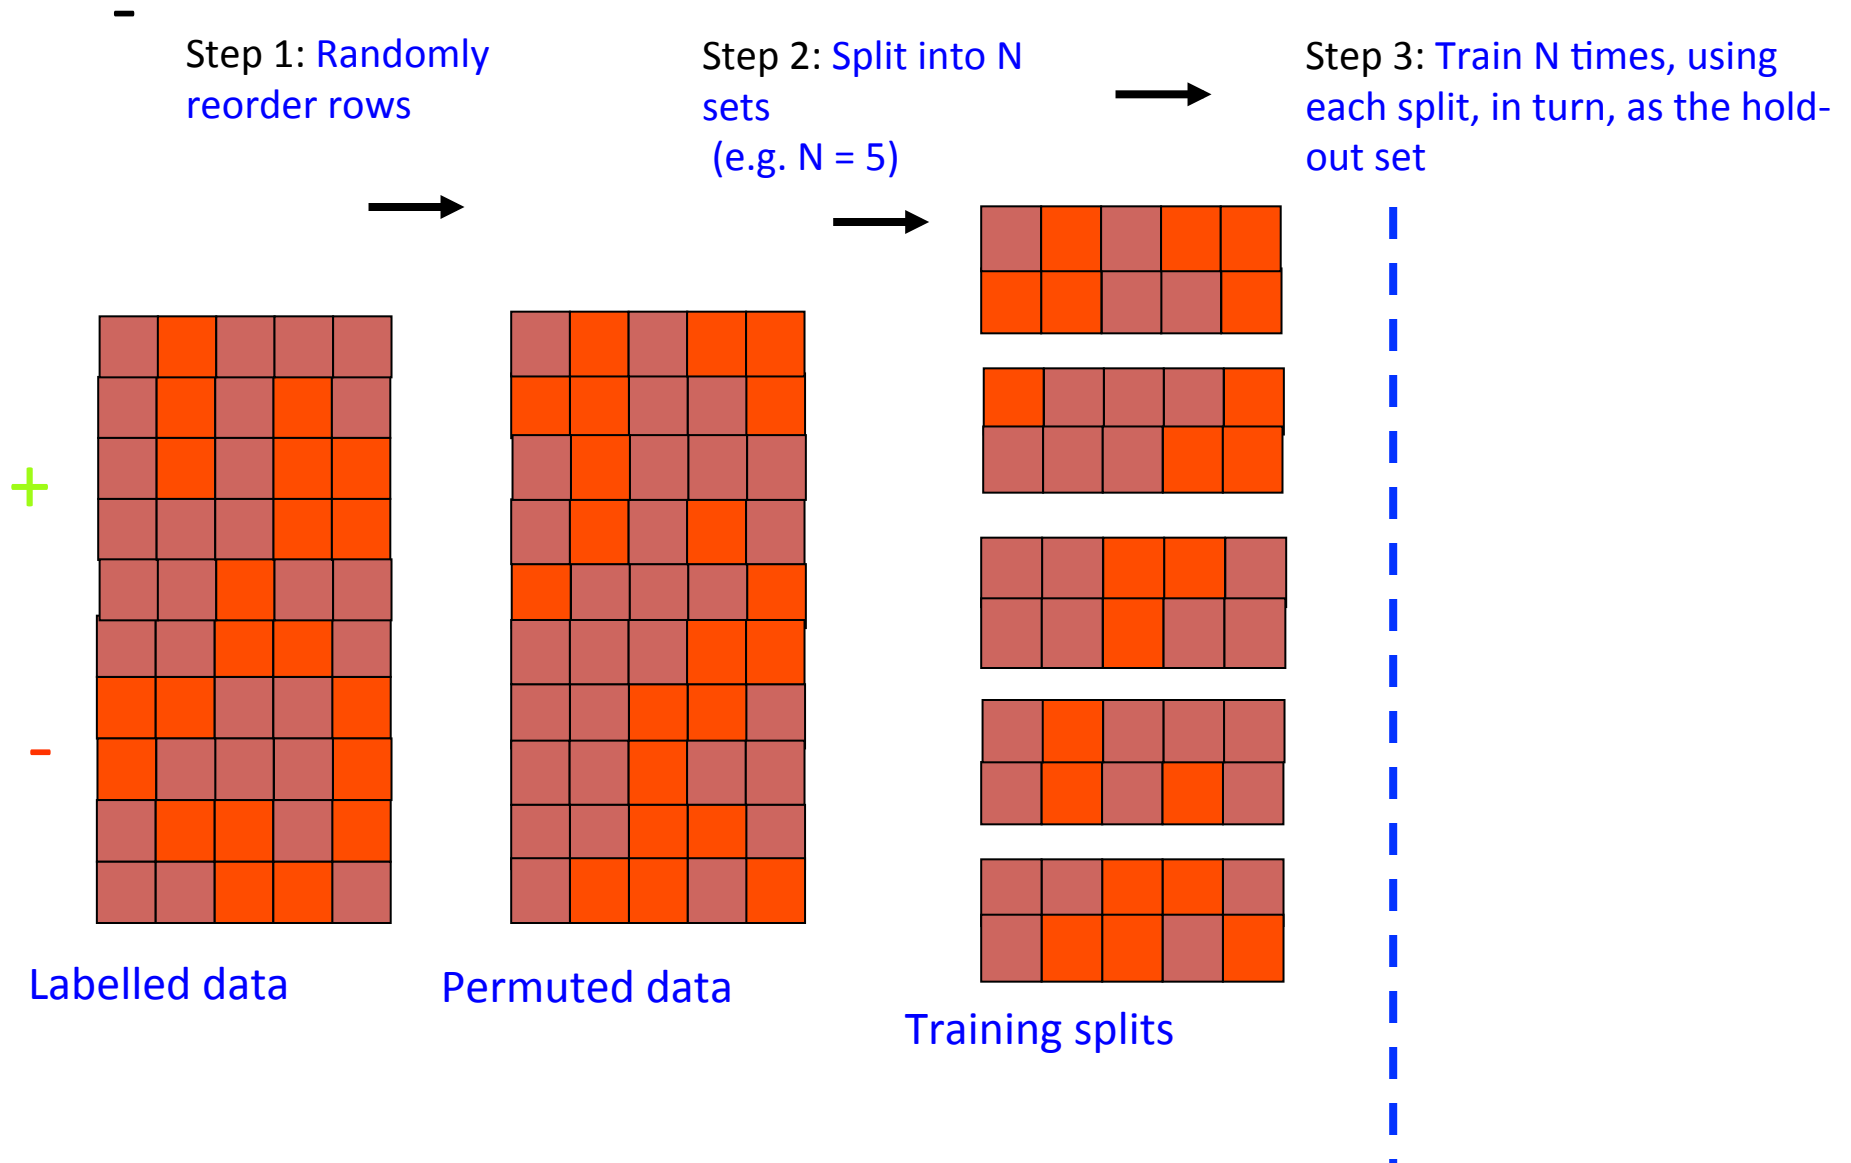 -
Step 1: Randomly
reorder rows
Step 2: Split into N
sets
(e.g. N = 5)
Step 3: Train N times, using
each split, in turn, as the hold-
out set
+
-
Labelled data
Permuted data
Training splits